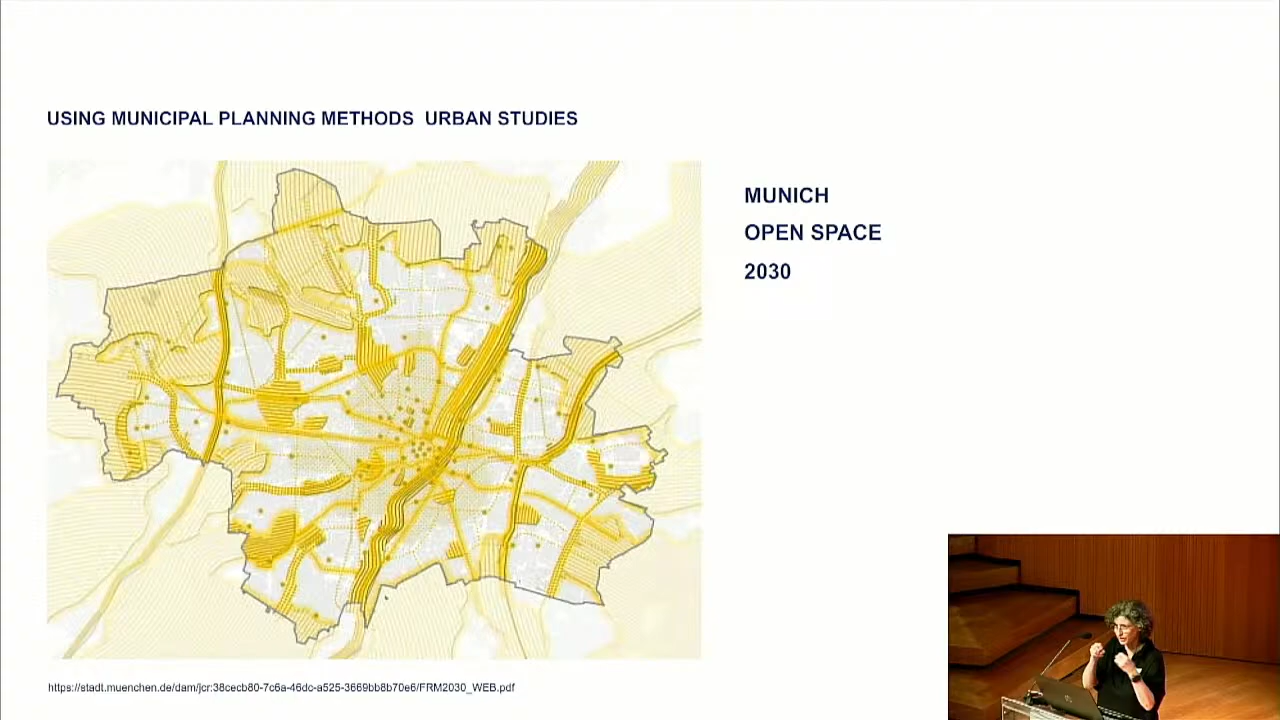 USING MUNICIPAL PLANNING METHODS URBAN STUDIES
MUNICH
OPEN SPACE
2030
https://stadt.muenchen.de/dam/jcr:38cecb80-7c6a-46dc-a525-3669bb8b70e6/FRM2030_WEB.pdf